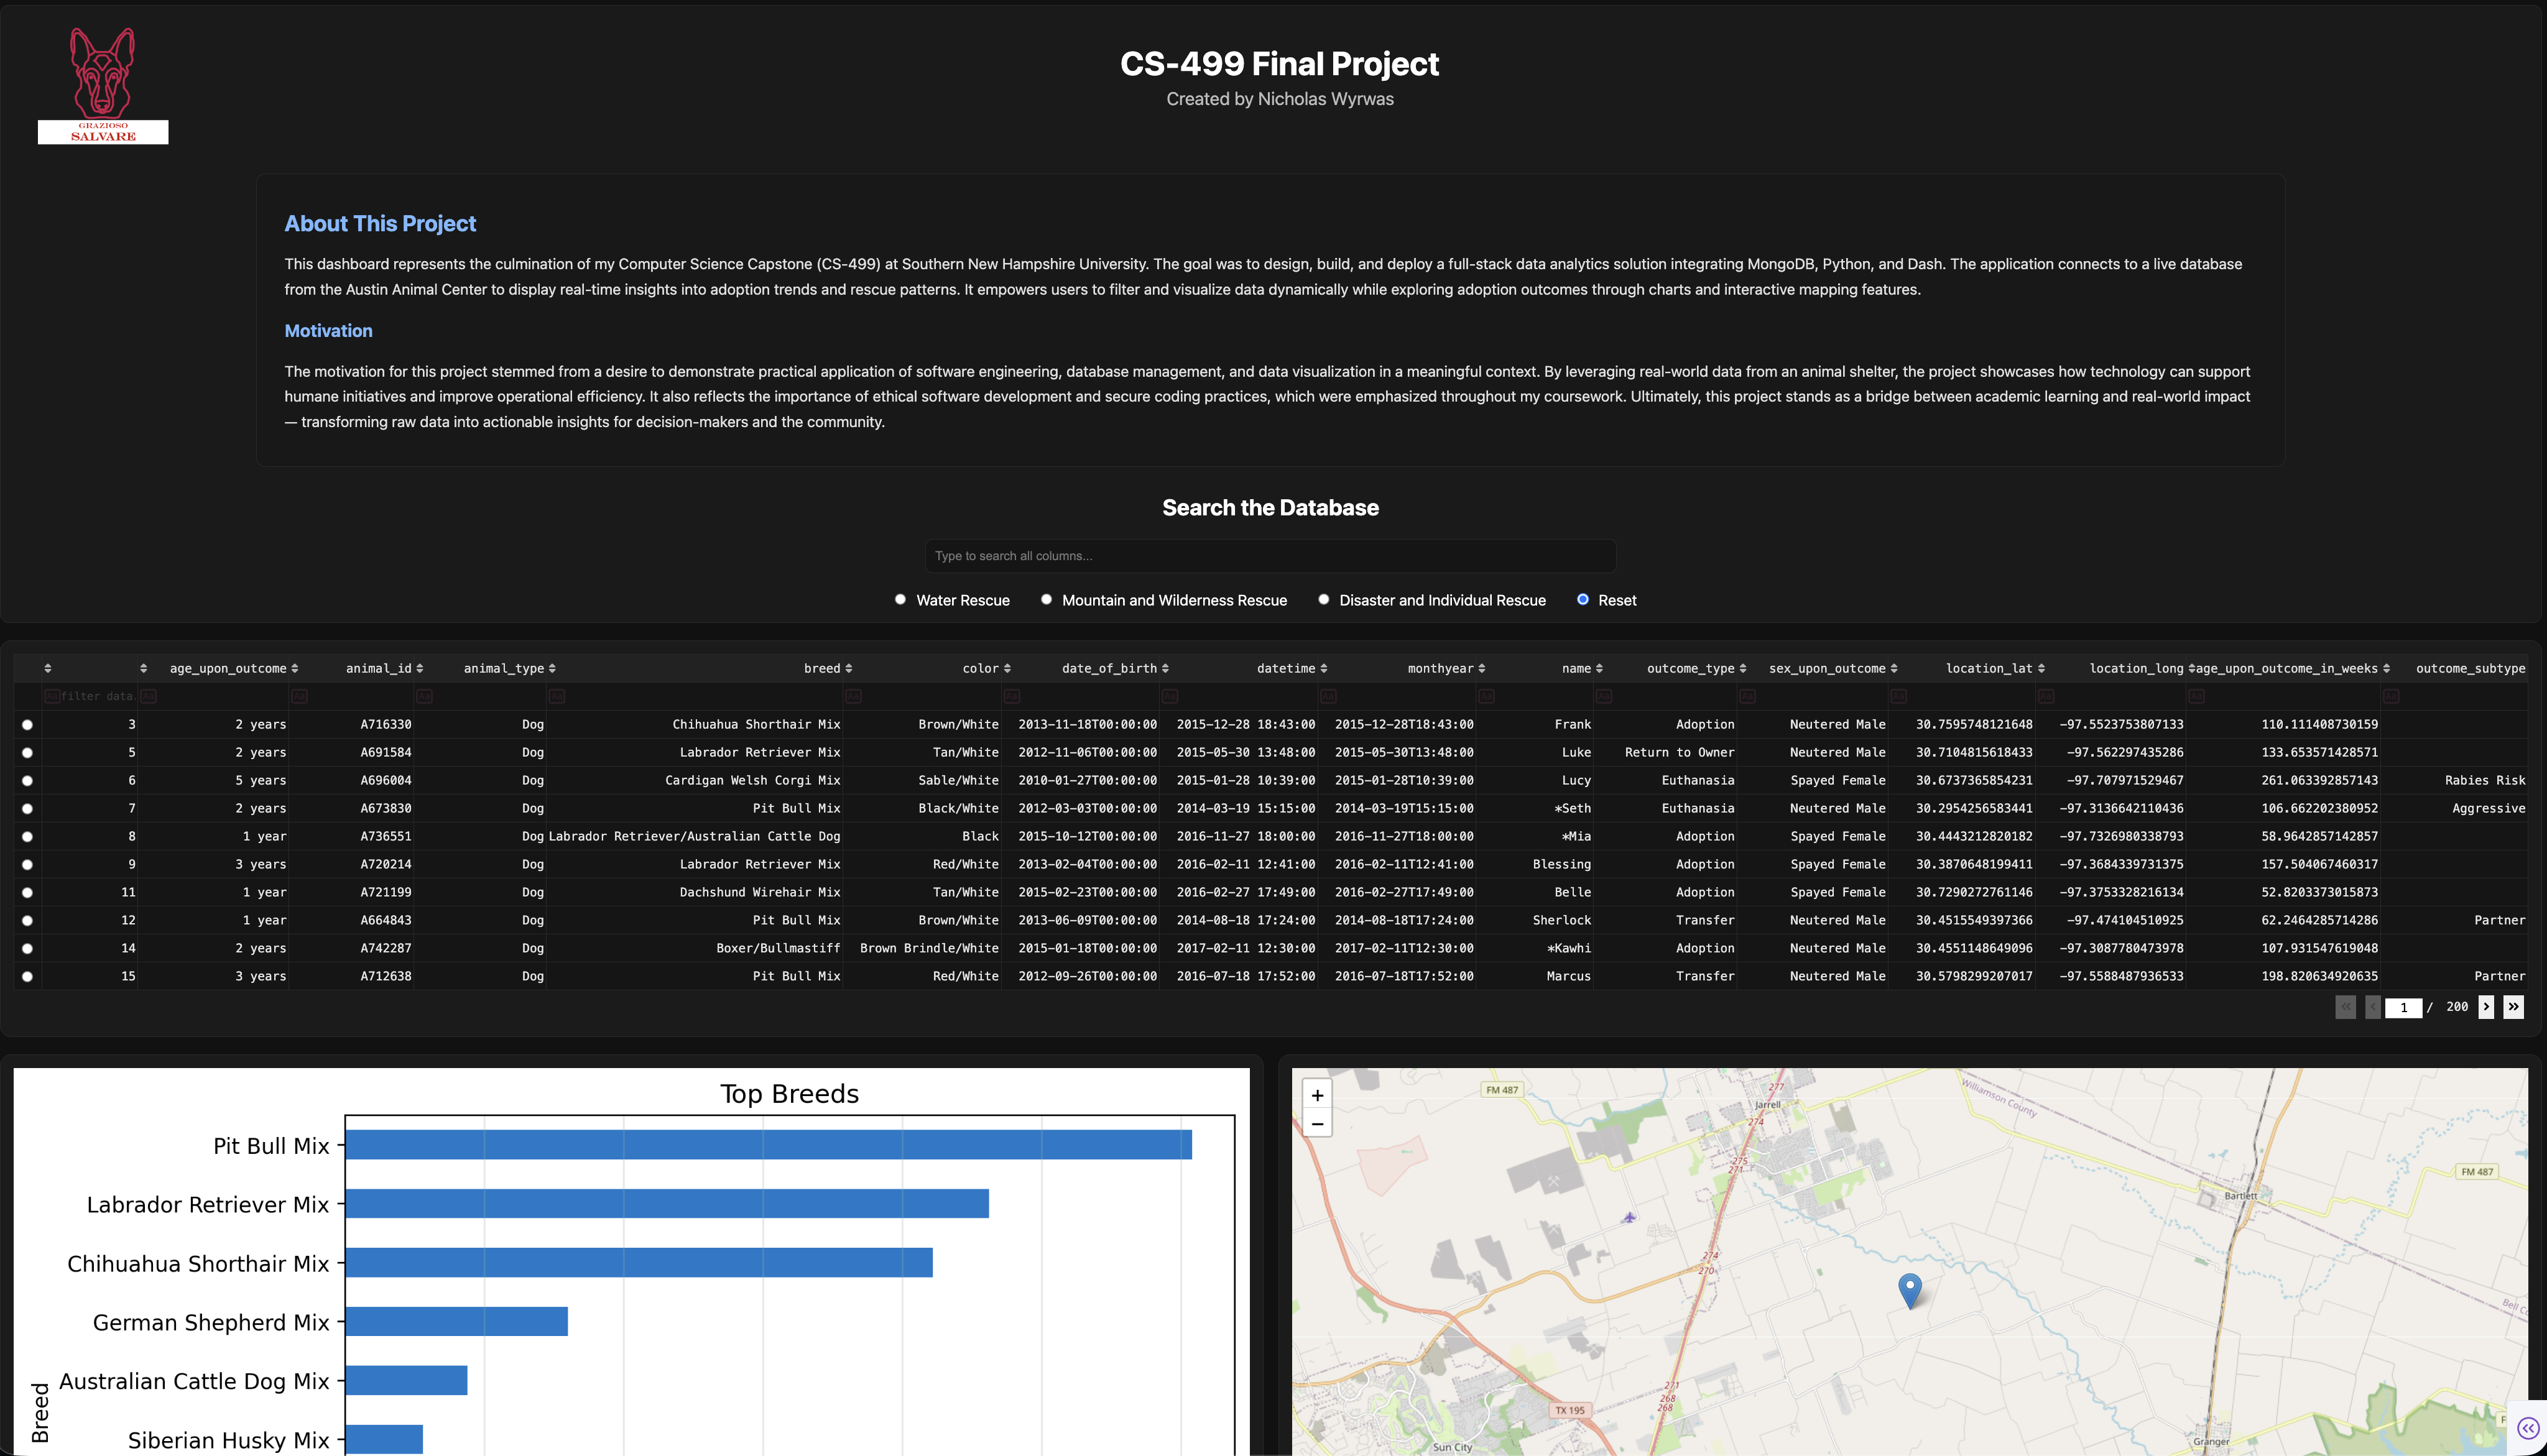 GRAZIOSO
SALVARE
CS-499 Final Project
Created by Nicholas Wyrwas
About This Project
This dashboard represents the culmination of my Computer Science Capstone (CS-499) at Southern New Hampshire University. The goal was to design, build, and deploy a full-stack data analytics solution integrating MongoDB, Python, and Dash. The application connects to a live database
from the Austin Animal Center to display real-time insights into adoption trends and rescue patterns. It empowers users to filter and visualize data dynamically while exploring adoption outcomes through charts and interactive mapping features.
Motivation
The motivation for this project stemmed from a desire to demonstrate practical application of software engineering, database management, and data visualization in a meaningful context. By leveraging real-world data from an animal shelter, the project showcases how technology can support
humane initiatives and improve operational efficiency. It also reflects the importance of ethical software development and secure coding practices, which were emphasized throughout my coursework. Ultimately, this project stands as a bridge between academic learning and real-world impact
— transforming raw data into actionable insights for decision-makers and the community.
Search the Database
Type to search all columns...
Water Rescue Mountain and Wilderness Rescue Disaster and Individual Rescue Reset
age_upon_outcome animal_id animal_type breed color date_of_birth datetime monthyear name outcome_type sex_upon_outcome location_lat location_long age_upon_outcome_in_weeks outcome_subtype
Aa filter data. Aa Aa Aa Aa Aa Aa Aa Aa Aa Aa Aa Aa Aa Aa Aa
3 2 years A716330 Dog Chihuahua Shorthair Mix Brown/White 2013-11-18T00:00:00 2015-12-28 18:43:00 2015-12-28T18:43:00 Frank Adoption Neutered Male 30.7595748121648 -97.5523753807133 110.111408730159
5 2 years A691584 Dog Labrador Retriever Mix Tan/White 2012-11-06T00:00:00 2015-05-30 13:48:00 2015-05-30T13:48:00 Luke Return to Owner Neutered Male 30.7104815618433 -97.562297435286 133.653571428571
6 5 years A696004 Dog Cardigan Welsh Corgi Mix Sable/White 2010-01-27T00:00:00 2015-01-28 10:39:00 2015-01-28T10:39:00 Lucy Euthanasia Spayed Female 30.6737365854231 -97.707971529467 261.063392857143 Rabies Risk
7 2 years A673830 Dog Pit Bull Mix Black/White 2012-03-03T00:00:00 2014-03-19 15:15:00 2014-03-19T15:15:00 *Seth Euthanasia Neutered Male 30.2954256583441 -97.3136642110436 106.662202380952 Aggressive
8 1 year A736551 Dog Labrador Retriever/Australian Cattle Dog Black 2015-10-12T00:00:00 2016-11-27 18:00:00 2016-11-27T18:00:00 *Mia Adoption Spayed Female 30.4443212820182 -97.7326980338793 58.9642857142857
9 3 years A720214 Dog Labrador Retriever Mix Red/White 2013-02-04T00:00:00 2016-02-11 12:41:00 2016-02-11T12:41:00 Blessing Adoption Spayed Female 30.3870648199411 -97.3684339731375 157.504067460317
11 1 year A721199 Dog Dachshund Wirehair Mix Tan/White 2015-02-23T00:00:00 2016-02-27 17:49:00 2016-02-27T17:49:00 Belle Adoption Spayed Female 30.7290272761146 -97.3753328216134 52.8203373015873
12 1 year A664843 Dog Pit Bull Mix Brown/White 2013-06-09T00:00:00 2014-08-18 17:24:00 2014-08-18T17:24:00 Sherlock Transfer Neutered Male 30.4515549397366 -97.474104510925 62.2464285714286 Partner
14 2 years A742287 Dog Boxer/Bullmastiff Brown Brindle/White 2015-01-18T00:00:00 2017-02-11 12:30:00 2017-02-11T12:30:00 *Kawhi Adoption Neutered Male 30.4551148649096 -97.3087780473978 107.931547619048
15 3 years A712638 Dog Pit Bull Mix Red/White 2012-09-26T00:00:00 2016-07-18 17:52:00 2016-07-18T17:52:00 Marcus Transfer Neutered Male 30.5798299207017 -97.5588487936533 198.820634920635 Partner
1 / 200
Top Breeds
Pit Bull Mix
Labrador Retriever Mix
Chihuahua Shorthair Mix
German Shepherd Mix
Australian Cattle Dog Mix
Siberian Husky Mix
Breed
+
−
FM 487
277
Jarrell
274
Williamson County
275
271
FM 487
Bartlett
274
270
271
268
268
TX 195
Sun City
Granger